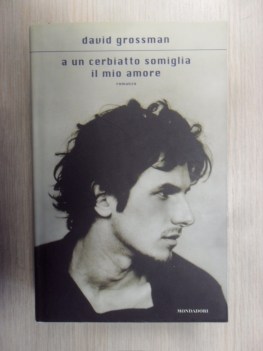 david grossman
a un cerbiatto somiglia
il mio amore
romanzo
MONDADORI